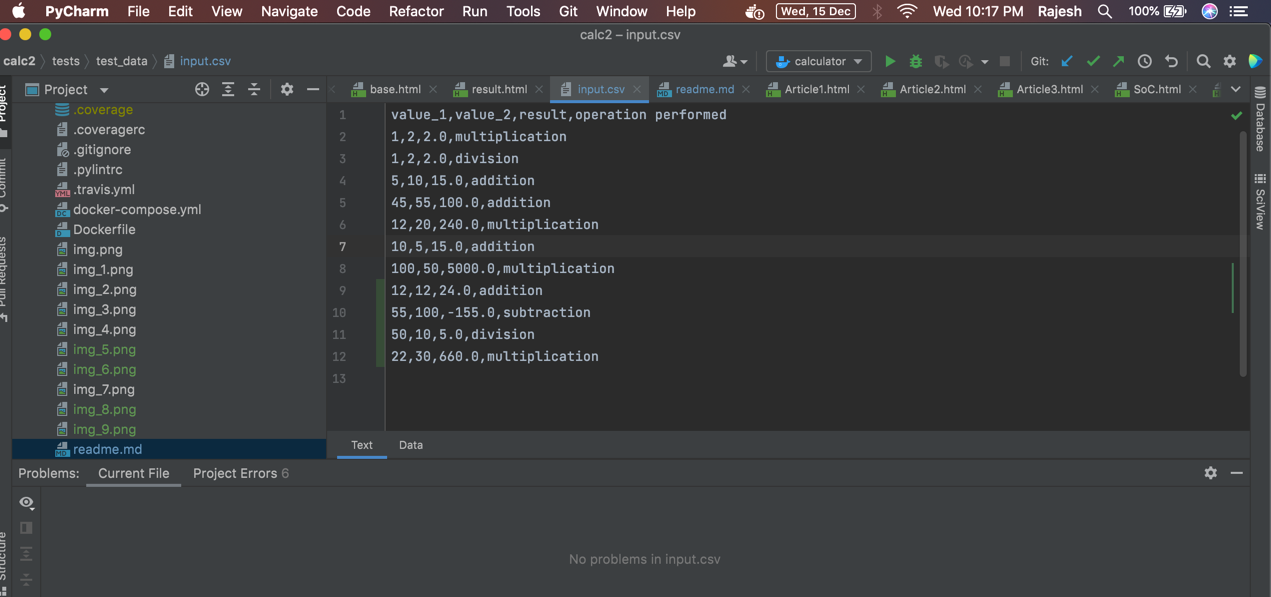 PyCharm File Edit View Navigate Code Refactor Run Tools Git Window Help Wed, 15 Dec Wed 10:17 PM Rajesh 100%
calc2 – input.csv
calc2 tests test_data input.csv calculator Git:
Project base.html result.html input.csv readme.md Article1.html Article2.html Article3.html SoC.html
Project
Commit
Pull Requests
Structure
Database
SciView
.coverage
.coveragerc
.gitignore
.pylintrc
.travis.yml
docker-compose.yml
Dockerfile
img.png
img_1.png
img_2.png
img_3.png
img_4.png
img_5.png
img_6.png
img_7.png
img_8.png
img_9.png
readme.md
1 value_1,value_2,result,operation performed
2 1,2,2.0,multiplication
3 1,2,2.0,division
4 5,10,15.0,addition
5 45,55,100.0,addition
6 12,20,240.0,multiplication
7 10,5,15.0,addition
8 100,50,5000.0,multiplication
9 12,12,24.0,addition
10 55,100,-155.0,subtraction
11 50,10,5.0,division
12 22,30,660.0,multiplication
13
Text Data
Problems: Current File Project Errors 6
No problems in input.csv